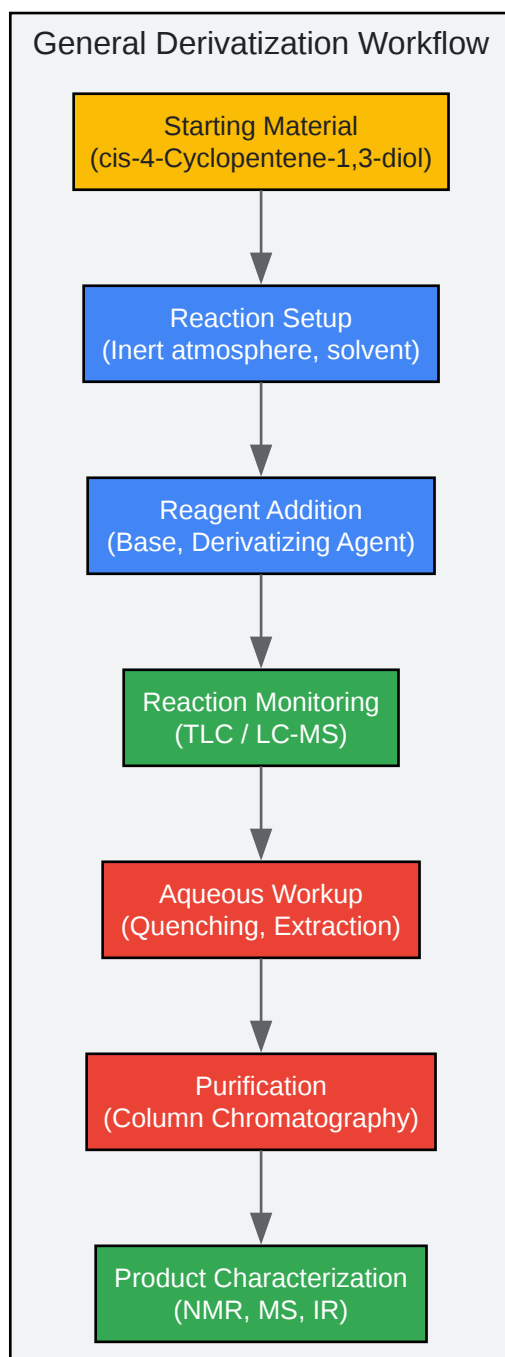 General Derivatization Workflow
Starting Material
(cis-4-Cyclopentene-1,3-diol)
Reaction Setup
(Inert atmosphere, solvent)
Reagent Addition
(Base, Derivatizing Agent)
Reaction Monitoring
(TLC / LC-MS)
Aqueous Workup
(Quenching, Extraction)
Purification
(Column Chromatography)
Product Characterization
(NMR, MS, IR)